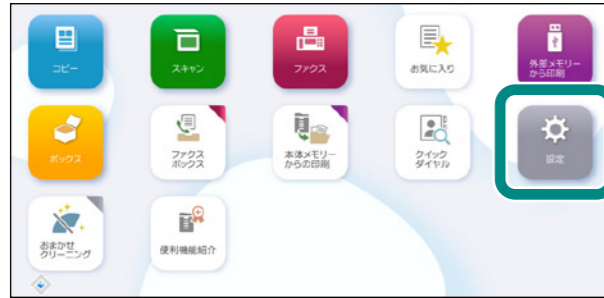 コピー
スキャン
ファクス
お気に入り
外部メモリー
から印刷
ボックス
ファクス
ボックス
本体メモリー
からの印刷
クイック
ダイヤル
設定
おまかせ
クリーニング
便利機能紹介